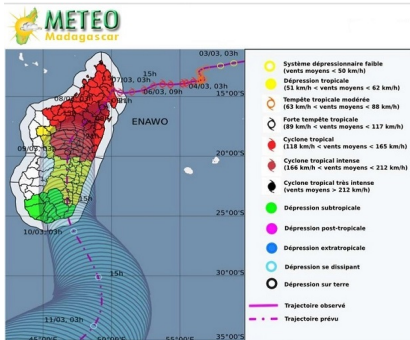 METEO
Madagascar
03/03, 03h
15h
07/03, 03h
04/03, 03h
06/03, 09h
15°00'S
ENAWO
20°00'S
15h
25°00'S
10/03, 03h
15h
30°00'S
11/03, 03h
35°00'S
Système dépressionnaire faible
(vents moyens < 50 km/h)
Dépression tropicale
(51 km/h < vents moyens < 62 km/h)
Tempête tropicale modérée
(63 km/h < vents moyens < 88 km/h)
Forte tempête tropicale
(89 km/h < vents moyens < 117 km/h)
Cyclone tropical
(118 km/h < vents moyens < 165 km/h)
Cyclone tropical intense
(166 km/h < vents moyens < 212 km/h)
Cyclone tropical très intense
(vents moyens > 212 km/h)
Dépression subtropicale
Dépression post-tropicale
Dépression extratropicale
Dépression se dissipant
Dépression sur terre
Trajectoire observé
Trajectoire prévu